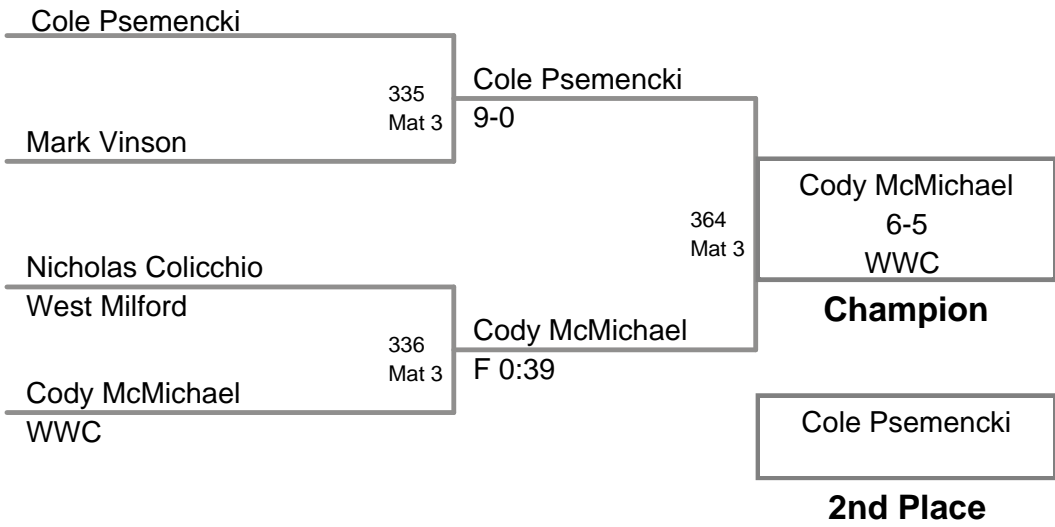 Cole Psemencki
335
Mat 3
Mark Vinson
Cole Psemencki
9-0
Nicholas Colicchio
West Milford
336
Mat 3
Cody McMichael
WWC
Cody McMichael
F 0:39
364
Mat 3
Cody McMichael
6-5
WWC
Champion
Cole Psemencki
2nd Place